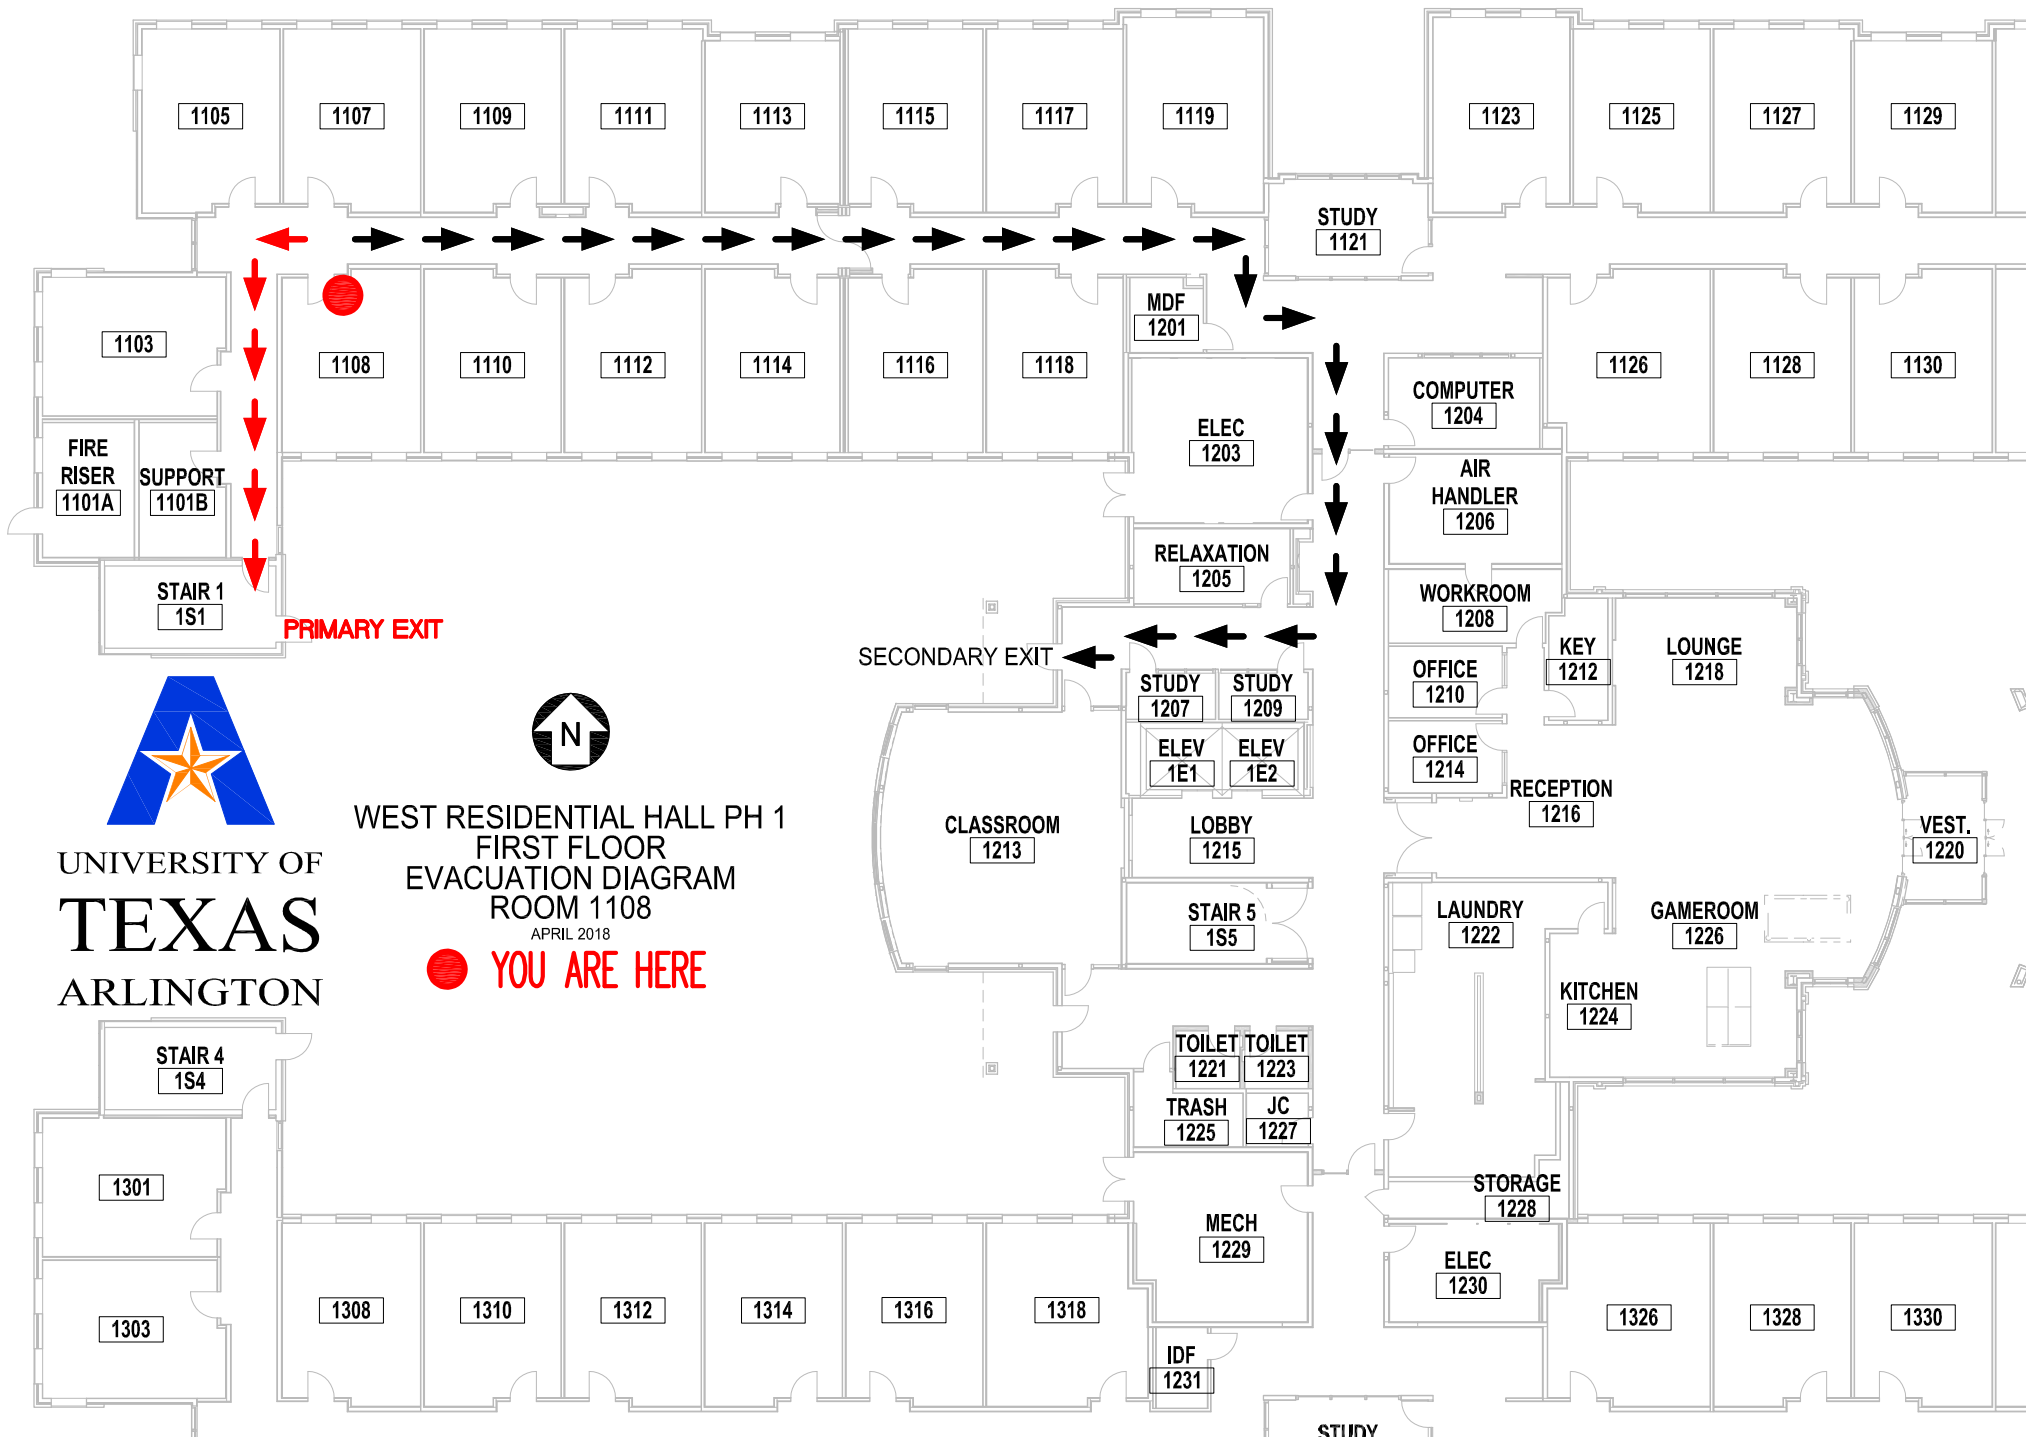 1105
1107
1109
1111
1113
1115
1117
1119
1123
1125
1127
1129
STUDY
1121
MDF
1201
1103
1108
1110
1112
1114
1116
1118
1126
1128
1130
COMPUTER
1204
ELEC
1203
FIRE
RISER
1101A
SUPPORT
1101B
AIR
HANDLER
1206
RELAXATION
1205
STAIR 1
1S1
PRIMARY EXIT
WORKROOM
1208
SECONDARY EXIT
KEY
1212
LOUNGE
1218
OFFICE
1210
STUDY
1207
STUDY
1209
N
OFFICE
1214
ELEV
1E1
ELEV
1E2
RECEPTION
1216
WEST RESIDENTIAL HALL PH 1
FIRST FLOOR
EVACUATION DIAGRAM
ROOM 1108
APRIL 2018
YOU ARE HERE
UNIVERSITY OF
TEXAS
ARLINGTON
CLASSROOM
1213
LOBBY
1215
VEST.
1220
STAIR 5
1S5
LAUNDRY
1222
GAMEROOM
1226
KITCHEN
1224
STAIR 4
1S4
TOILET
1221
TOILET
1223
TRASH
1225
JC
1227
1301
STORAGE
1228
MECH
1229
ELEC
1230
1303
1308
1310
1312
1314
1316
1318
1326
1328
1330
IDF
1231
STUDY